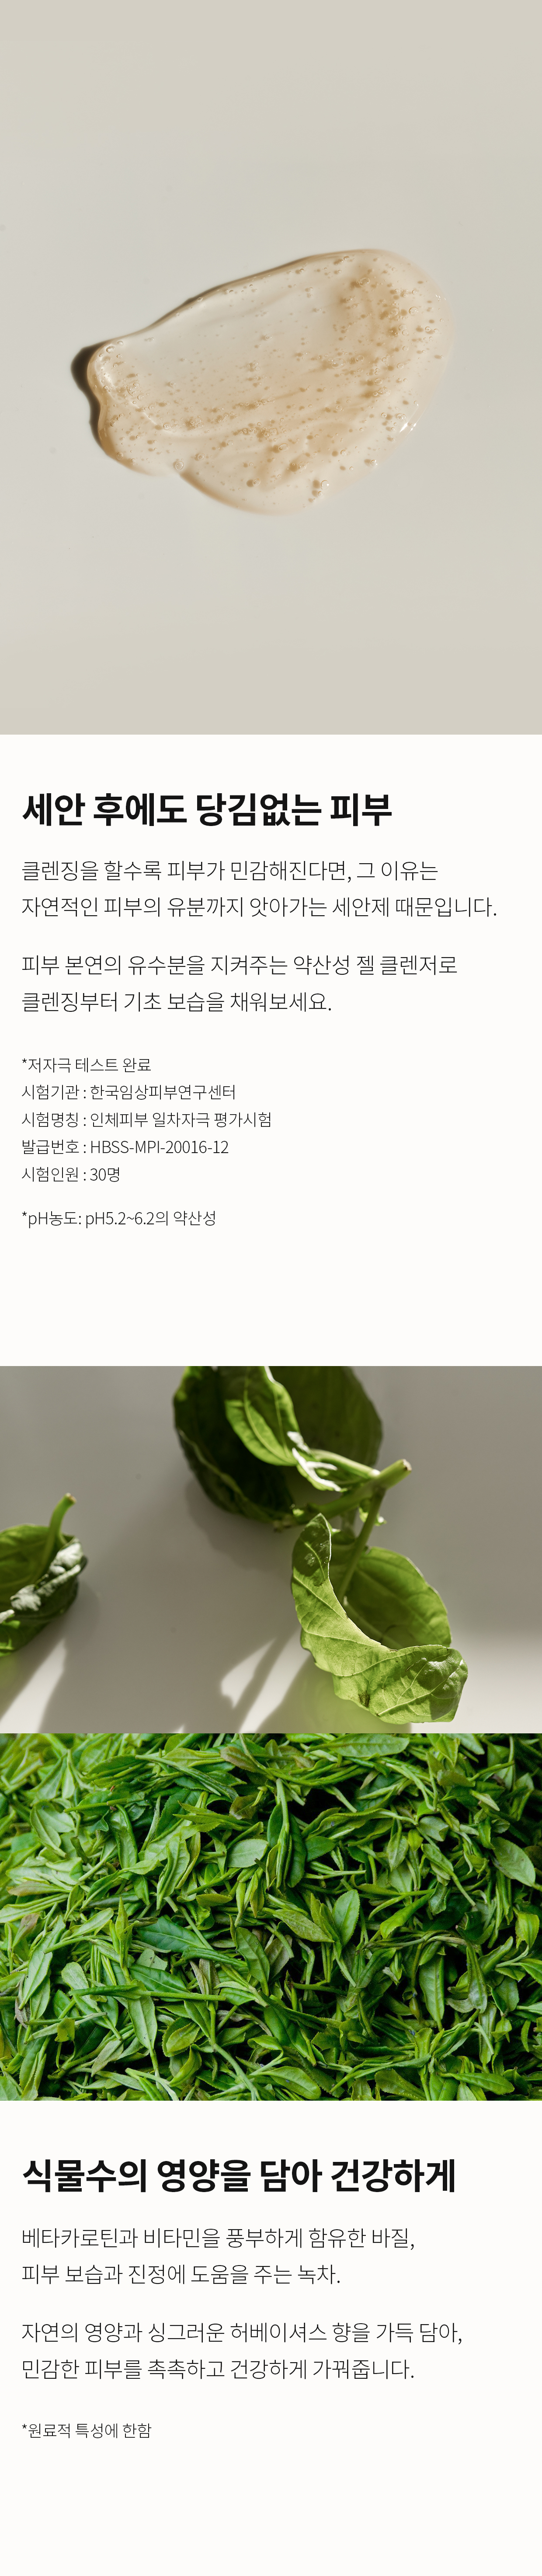 세안 후에도 당김없는 피부
클렌징을 할수록 피부가 민감해진다면, 그 이유는
자연적인 피부의 유분까지 앗아가는 세안제 때문입니다.
피부 본연의 유수분을 지켜주는 약산성 젤 클렌저로
클렌징부터 기초 보습을 채워보세요.
*저자극 테스트 완료
시험기관 : 한국임상피부연구센터
시험명칭 : 인체피부 일차자극 평가시험
발급번호 : HBSS-MPI-20016-12
시험인원 : 30명
*pH농도: pH5.2~6.2의 약산성
식물수의 영양을 담아 건강하게
베타카로틴과 비타민을 풍부하게 함유한 바질,
피부 보습과 진정에 도움을 주는 녹차.
자연의 영양과 싱그러운 허베이셔스 향을 가득 담아,
민감한 피부를 촉촉하고 건강하게 가꿔줍니다.
*원료적 특성에 한함